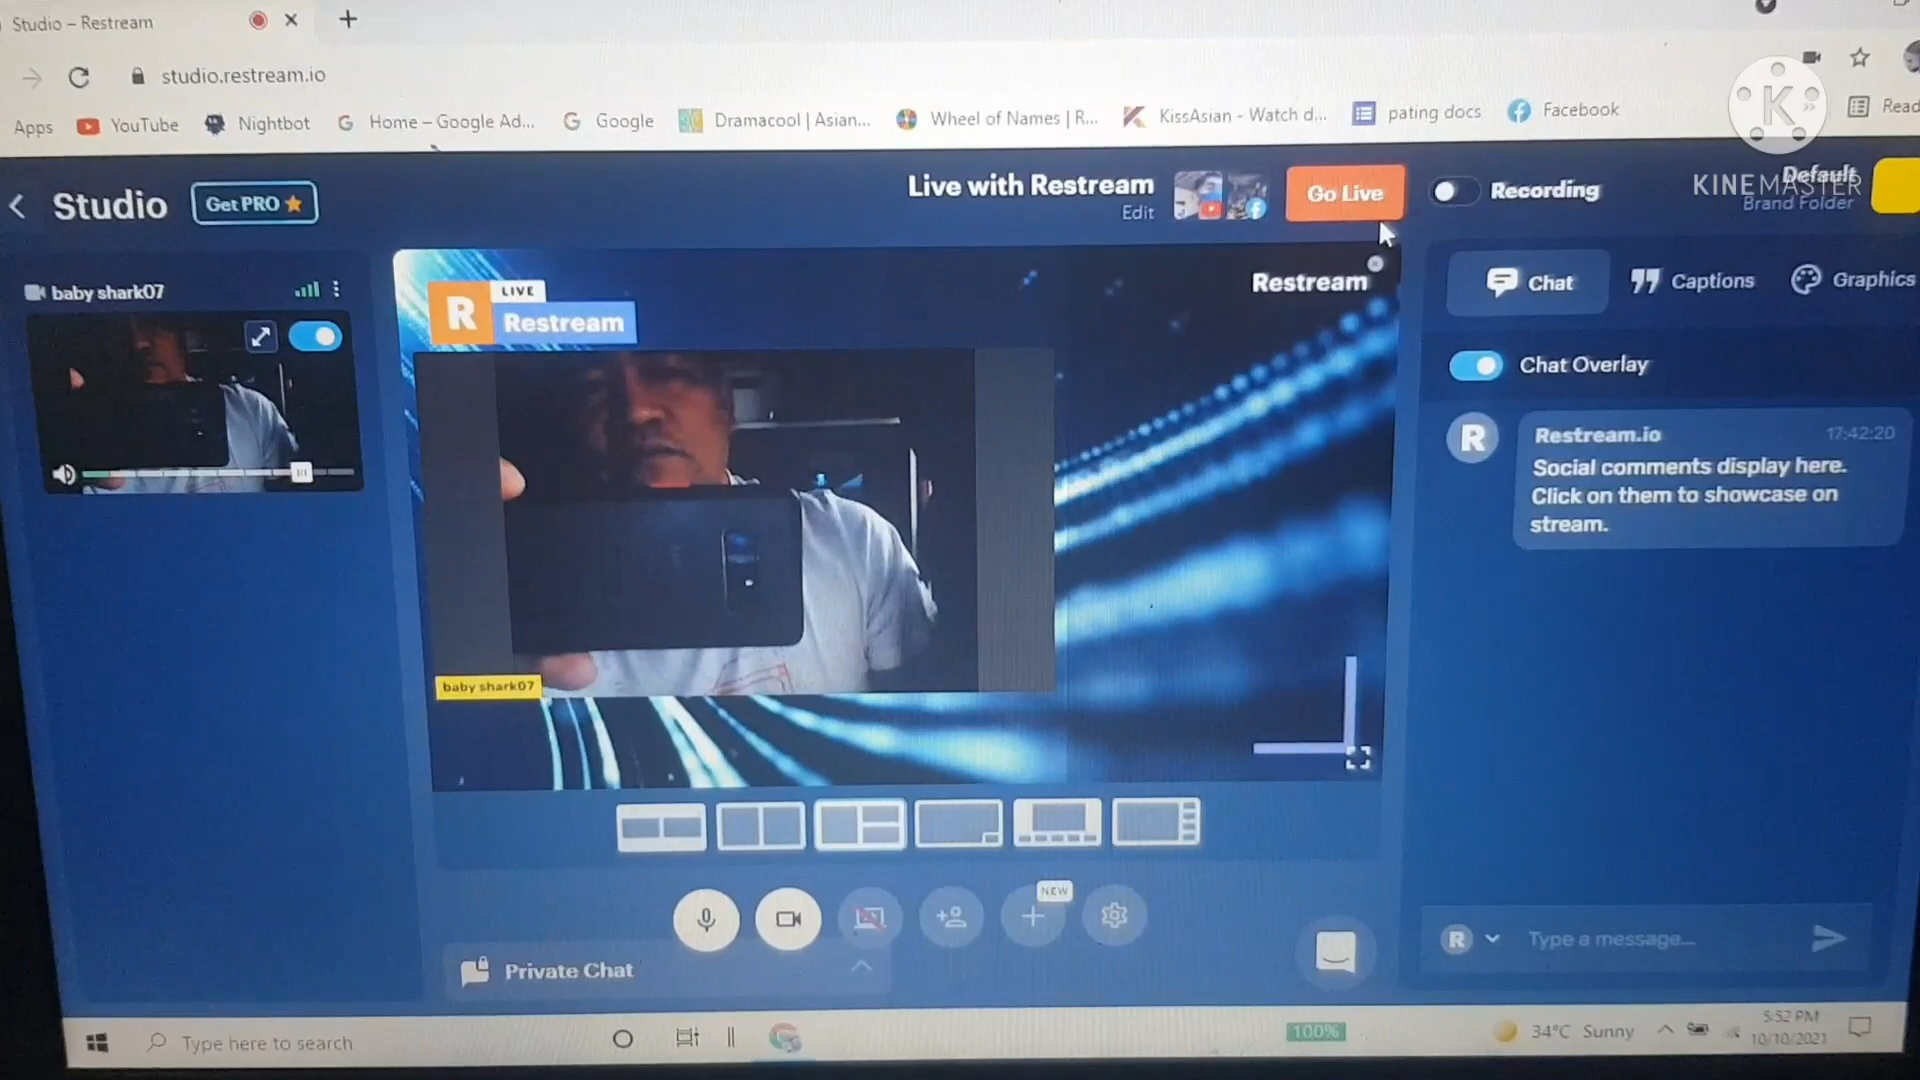 Studio – Restream
studio.restream.io
Apps
YouTube
Nightbot
Home – Google Ad...
Google
Dramacool | Asian...
Wheel of Names | R...
KissAsian - Watch d...
pating docs
Facebook
Read
K
KINEMASTER
Studio
Get PRO
Live with Restream
Edit
Go Live
Recording
Default
Brand Folder
baby shark07
R
LIVE
Restream
Restream
baby shark07
Chat
Captions
Graphics
Chat Overlay
R
Restream.io
17:42:20
Social comments display here.
Click on them to showcase on
stream.
NEW
Private Chat
R
Type a message...
Type here to search
100%
34°C Sunny
5:52 PM
10/10/2021